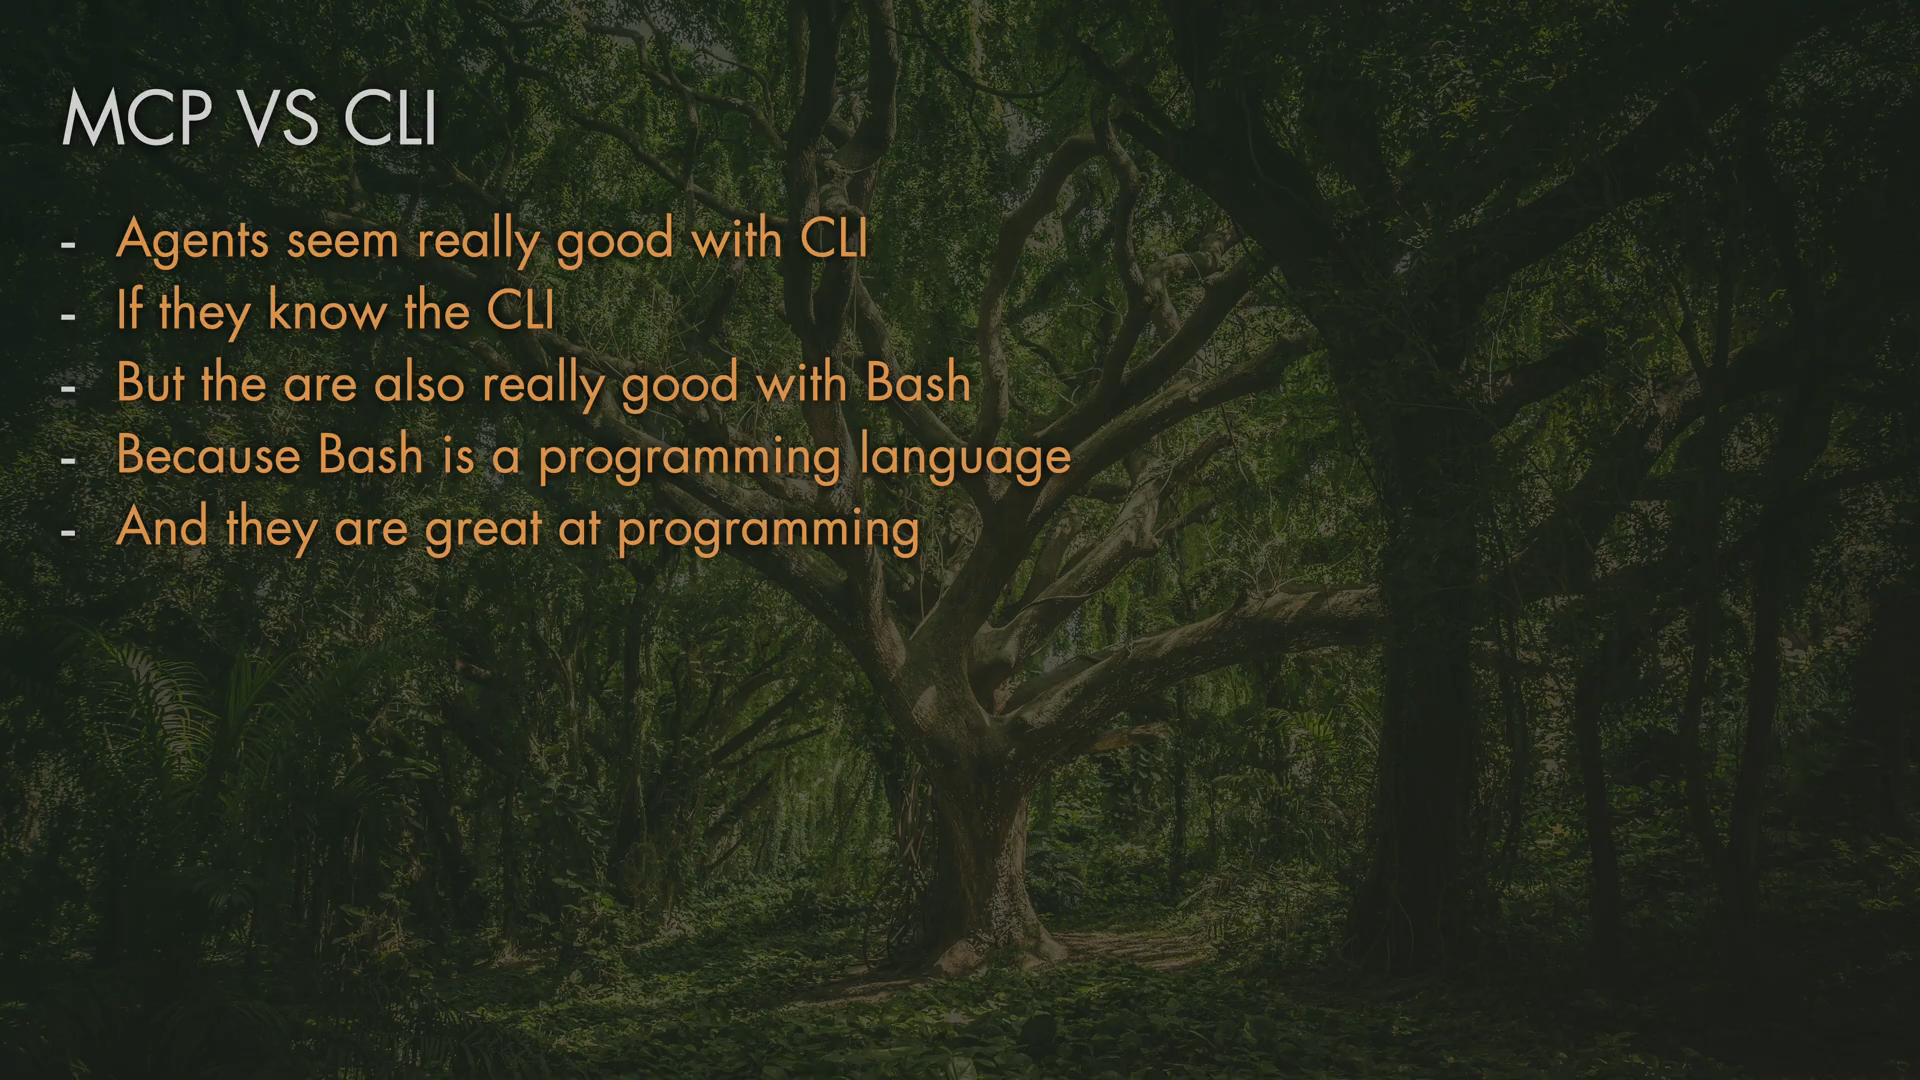 MCP VS CLI
- Agents seem really good with CLI
- If they know the CLI
- But the are also really good with Bash
- Because Bash is a programming language
- And they are great at programming